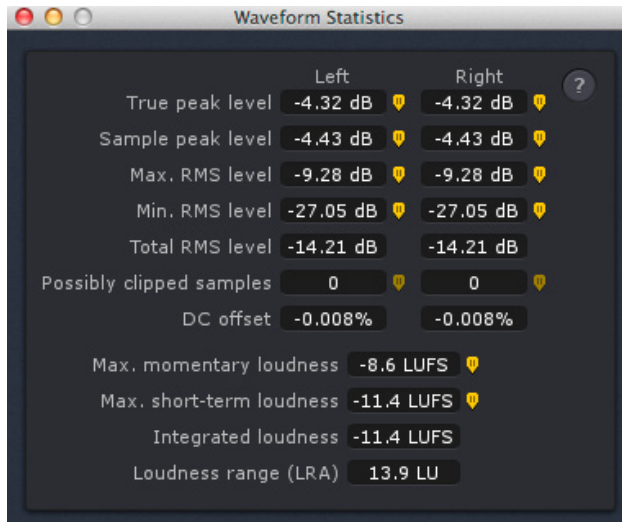 Waveform Statistics
Left Right
?
True peak level -4.32 dB -4.32 dB
Sample peak level -4.43 dB -4.43 dB
Max. RMS level -9.28 dB -9.28 dB
Min. RMS level -27.05 dB -27.05 dB
Total RMS level -14.21 dB -14.21 dB
Possibly clipped samples 0 0
DC offset -0.008% -0.008%
Max. momentary loudness -8.6 LUFS
Max. short-term loudness -11.4 LUFS
Integrated loudness -11.4 LUFS
Loudness range (LRA) 13.9 LU